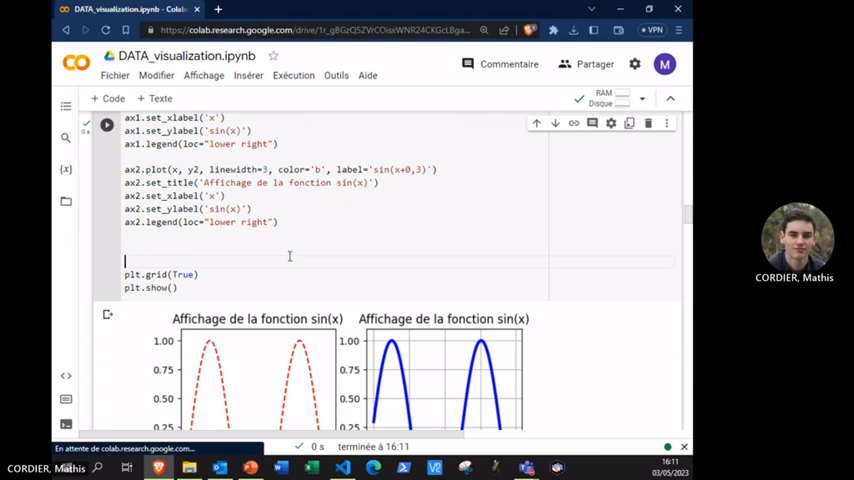 DATA_visualization.ipynb - Colab
https://colab.research.google.com/drive/1r_gBGzQ5ZVrCOisxWNR24CKGcLBga...
VPN
DATA_visualization.ipynb
Commentaire
Partager
M
Fichier Modifier Affichage Insérer Exécution Outils Aide
+ Code + Texte
RAM
Disque
0 s
ax1.set_xlabel('x')
ax1.set_ylabel('sin(x)')
ax1.legend(loc="lower right")
ax2.plot(x, y2, linewidth=3, color='b', label='sin(x+0,3)')
ax2.set_title('Affichage de la fonction sin(x)')
ax2.set_xlabel('x')
ax2.set_ylabel('sin(x)')
ax2.legend(loc="lower right")
plt.grid(True)
plt.show()
Affichage de la fonction sin(x) Affichage de la fonction sin(x)
1.00 1.00
0.75 0.75
0.50 0.50
0.25 0.25
CORDIER, Mathis
En attente de colab.research.google.com...
0 s terminée à 16:11
CORDIER, Mathis
16:11
03/05/2023